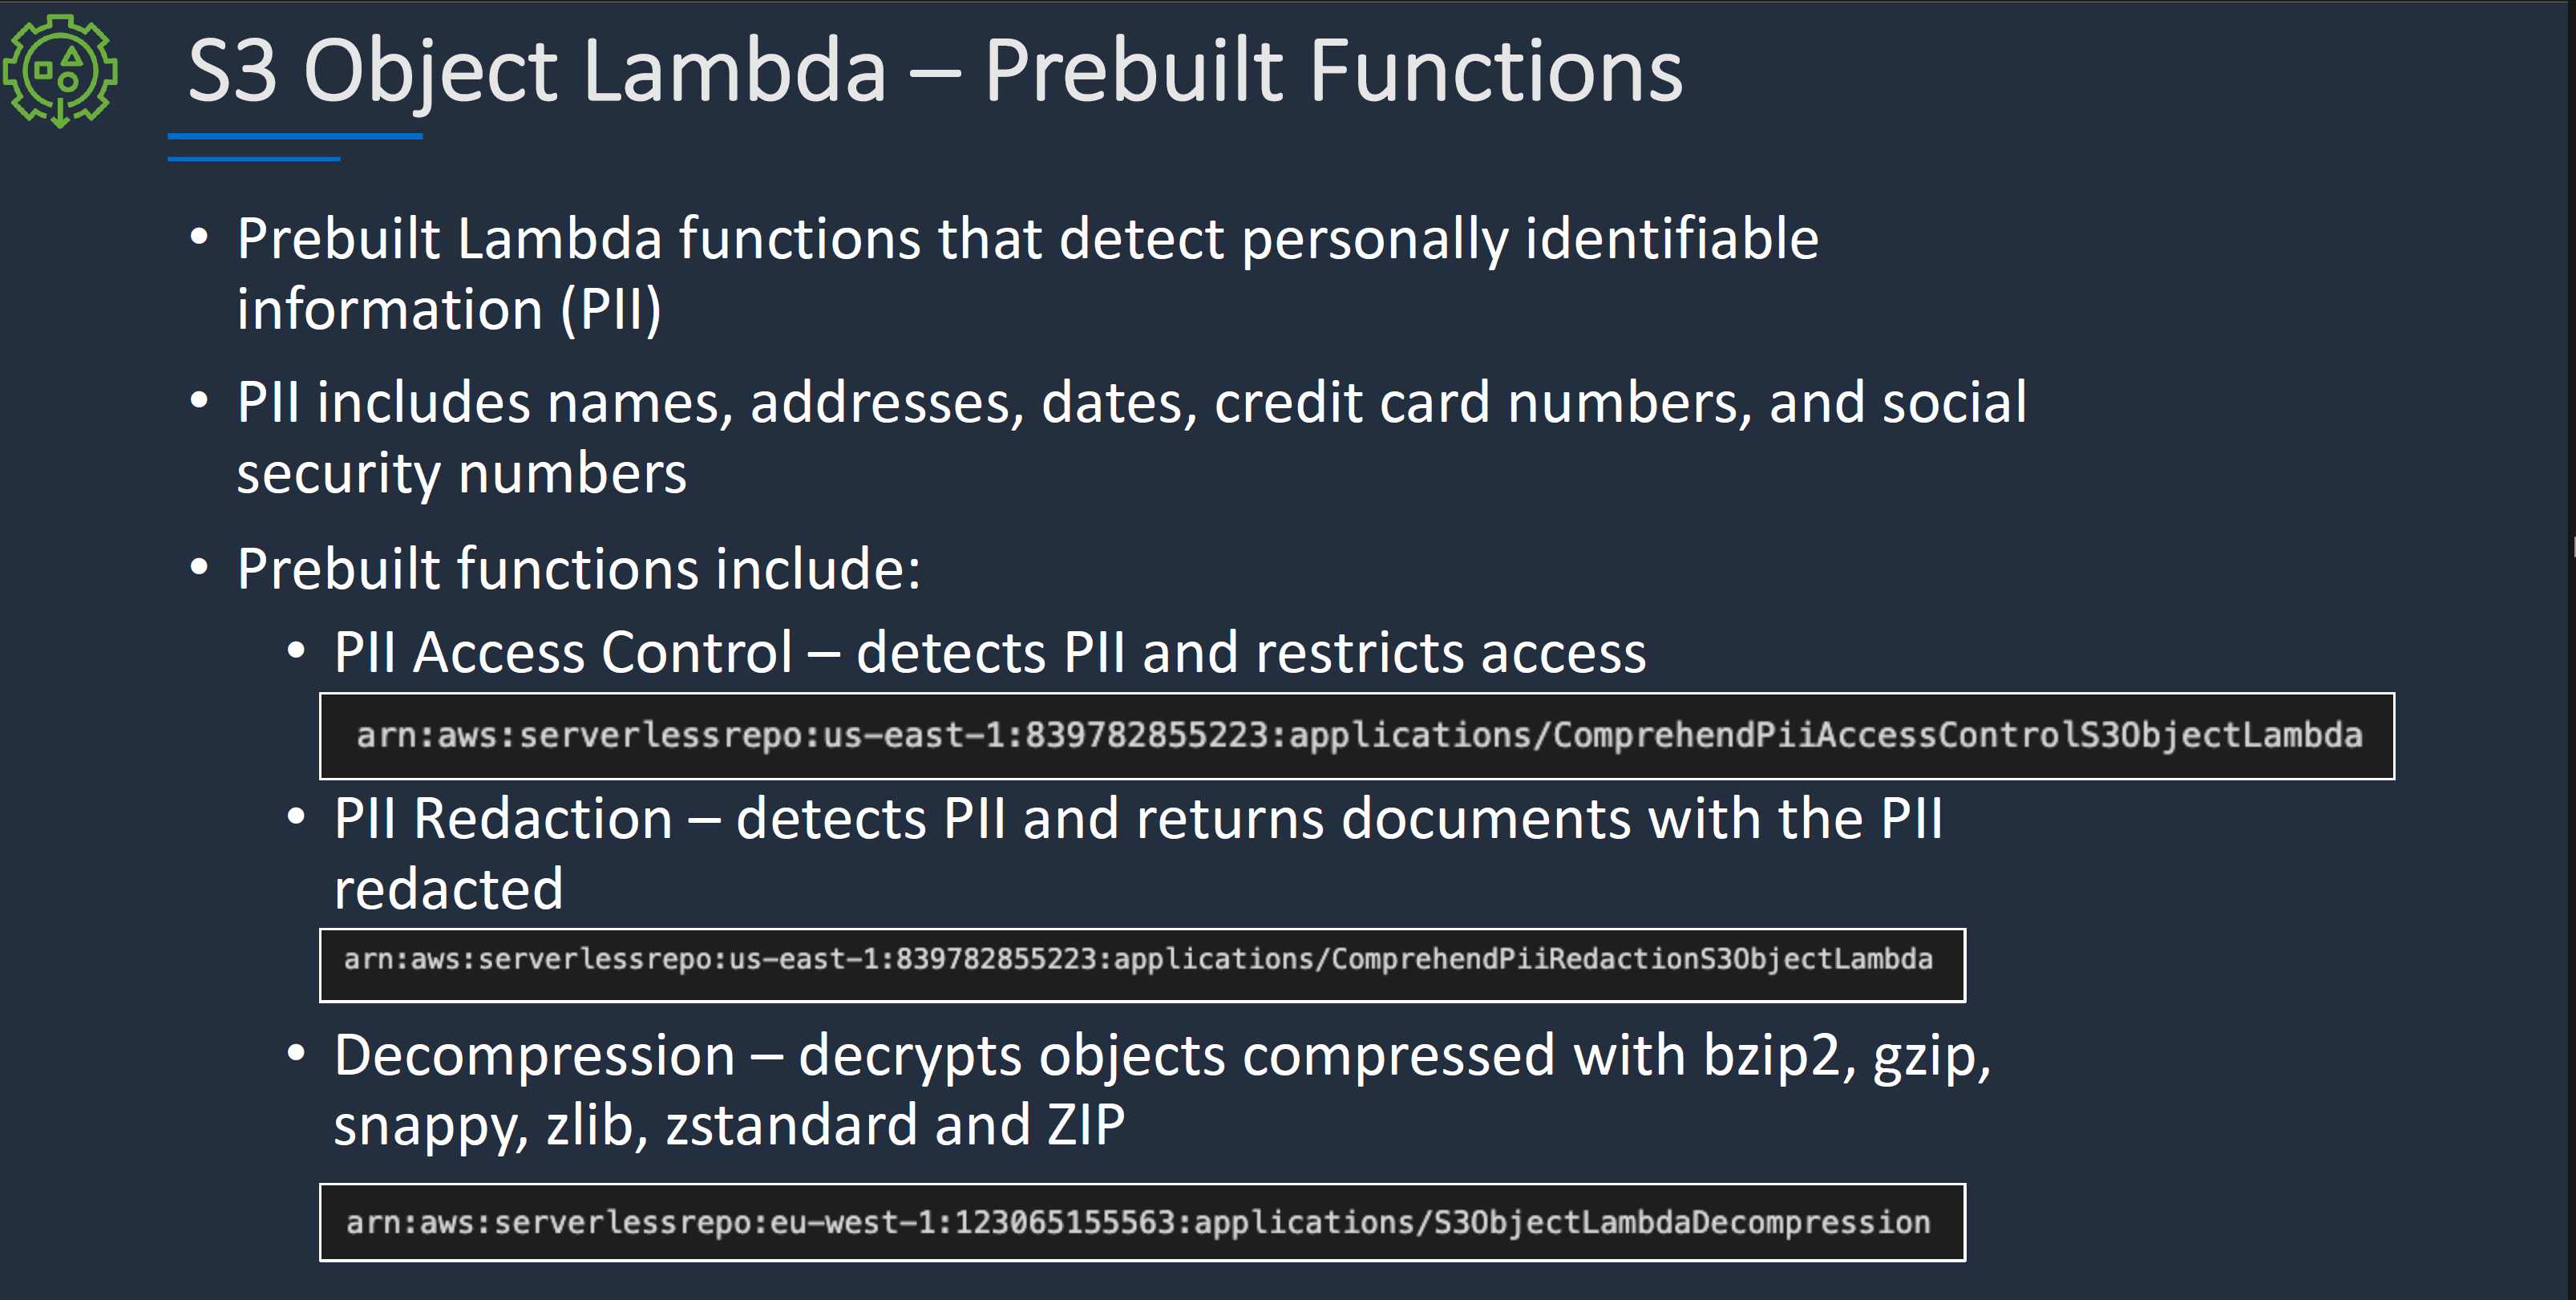 S3 Object Lambda – Prebuilt Functions
• Prebuilt Lambda functions that detect personally identifiable
information (PII)
• PII includes names, addresses, dates, credit card numbers, and social
security numbers
• Prebuilt functions include:
• PII Access Control – detects PII and restricts access
arn:aws:serverlessrepo:us-east-1:839782855223:applications/ComprehendPiiAccessControlS3ObjectLambda
• PII Redaction – detects PII and returns documents with the PII
redacted
arn:aws:serverlessrepo:us-east-1:839782855223:applications/ComprehendPiiRedactionS3ObjectLambda
• Decompression – decrypts objects compressed with bzip2, gzip,
snappy, zlib, zstandard and ZIP
arn:aws:serverlessrepo:eu-west-1:123065155563:applications/S3ObjectLambdaDecompression